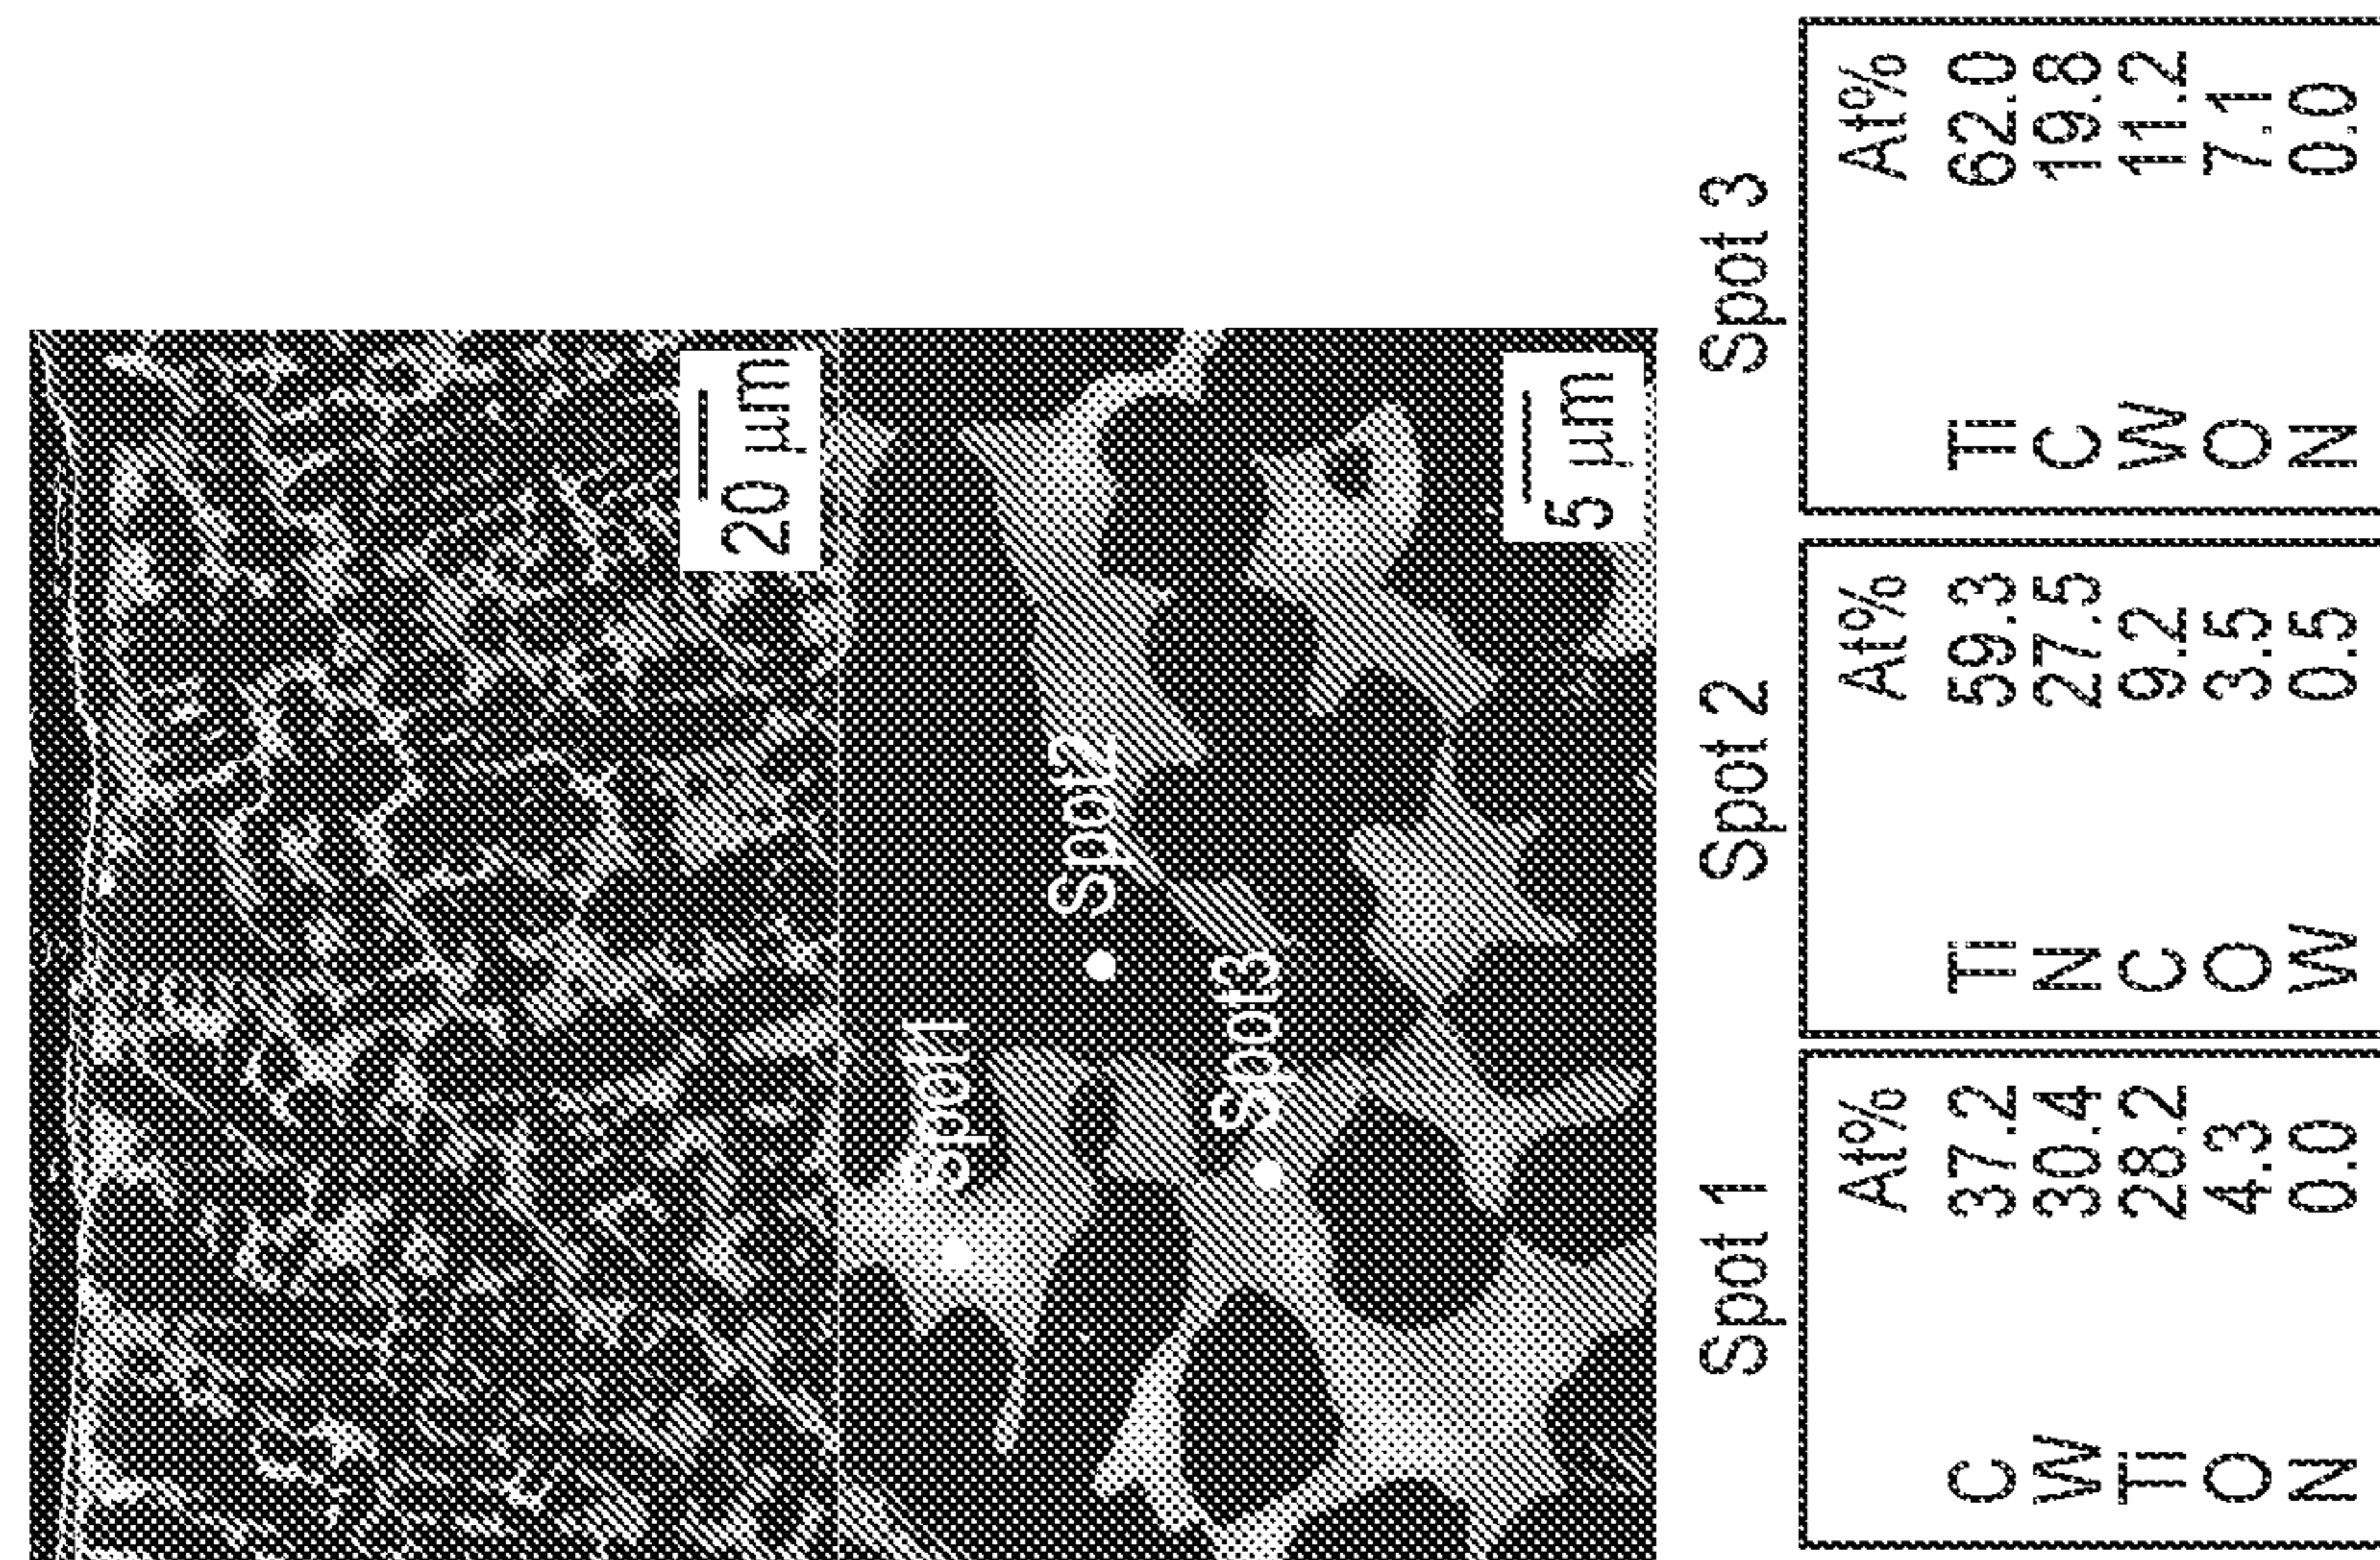 20 µm
Spot1
Spot2
Spot3
5 µm
Spot 1
At%
C 37.2
W 30.4
Ti 28.2
O 4.3
N 0.0
Spot 2
At%
Ti 59.3
N 27.5
C 9.2
O 3.5
W 0.5
Spot 3
At%
Ti 62.0
C 19.8
W 11.2
O 7.1
N 0.0